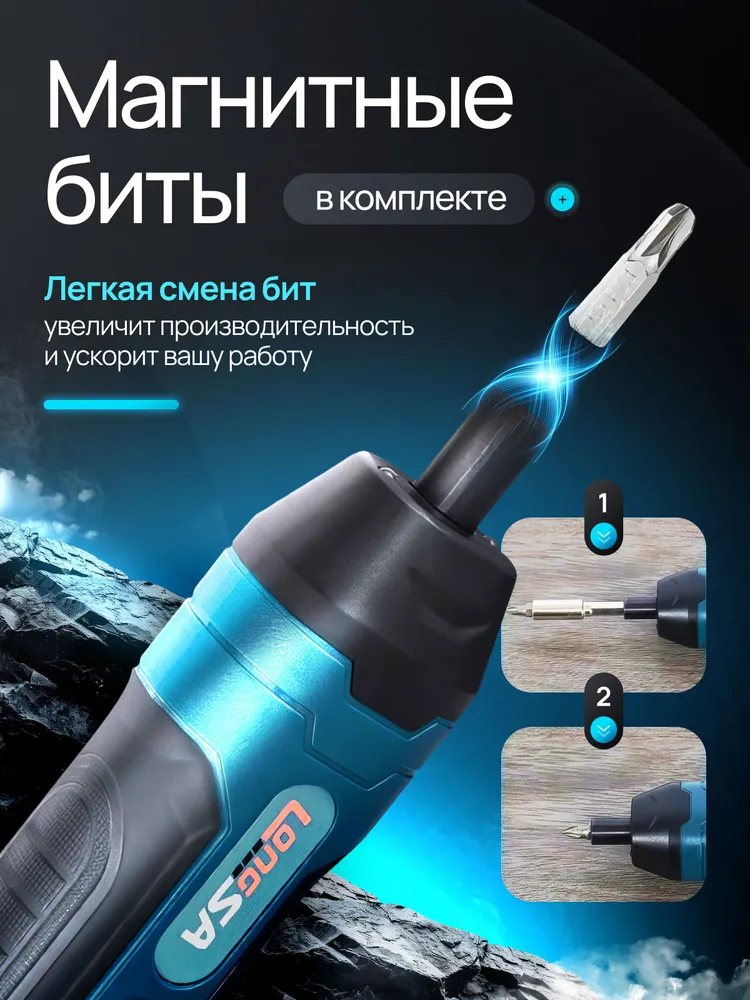 Магнитные
биты
в комплекте
+
Легкая смена бит
увеличит производительность
и ускорит вашу работу
1
2
LongSA